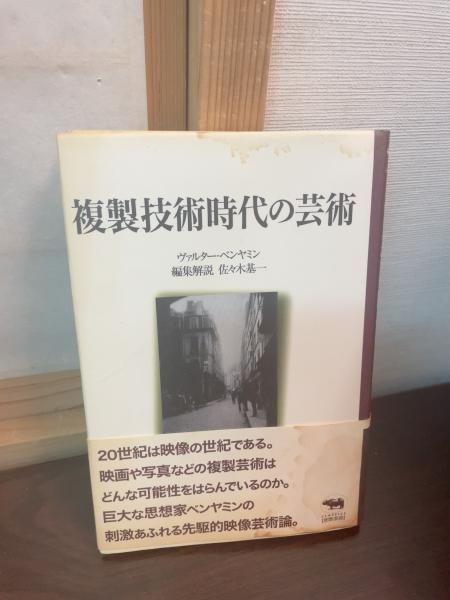 複製技術時代の芸術
ヴァルター・ベンヤミン
編集解説 佐々木基一
20世紀は映像の世紀である。
映画や写真などの複製芸術は
どんな可能性をはらんでいるのか。
巨大な思想家ベンヤミンの
刺激あふれる先駆的映像芸術論。